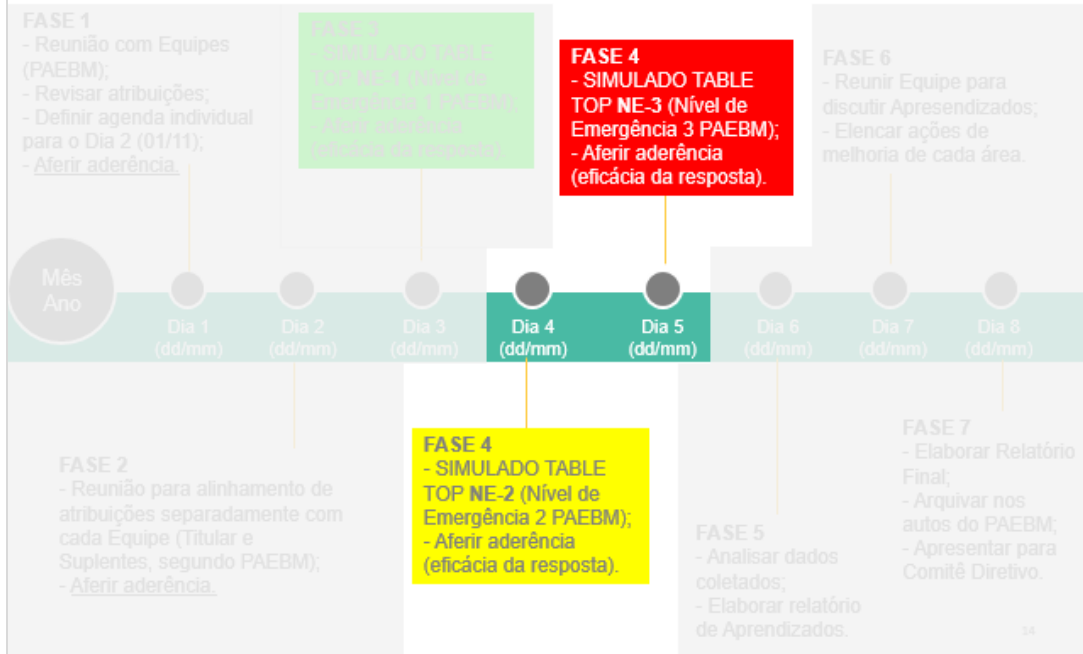 FASE 1
- Reunião com Equipes
(PAEBM);
- Revisar atribuições;
- Definir agenda individual
para o Dia 2 (01/11);
- Aferir aderência.
FASE 3
- SIMULADO TABLE
TOP NE-1 (Nível de
Emergência 1 PAEBM);
- Aferir aderência
(eficácia da resposta).
FASE 4
- SIMULADO TABLE
TOP NE-3 (Nível de
Emergência 3 PAEBM);
- Aferir aderência
(eficácia da resposta).
FASE 6
- Reunir Equipe para
discutir Apresendizados;
- Elencar ações de
melhoria de cada área.
Mês
Ano
Dia 1
(dd/mm)
Dia 2
(dd/mm)
Dia 3
(dd/mm)
Dia 4
(dd/mm)
Dia 5
(dd/mm)
Dia 6
(dd/mm)
Dia 7
(dd/mm)
Dia 8
(dd/mm)
FASE 2
- Reunião para alinhamento de
atribuições separadamente com
cada Equipe (Titular e
Suplentes, segundo PAEBM);
- Aferir aderência.
FASE 4
- SIMULADO TABLE
TOP NE-2 (Nível de
Emergência 2 PAEBM);
- Aferir aderência
(eficácia da resposta).
FASE 5
- Analisar dados
coletados;
- Elaborar relatório
de Aprendizados.
FASE 7
- Elaborar Relatório
Final;
- Arquivar nos
autos do PAEBM;
- Apresentar para
Comitê Diretivo.
34